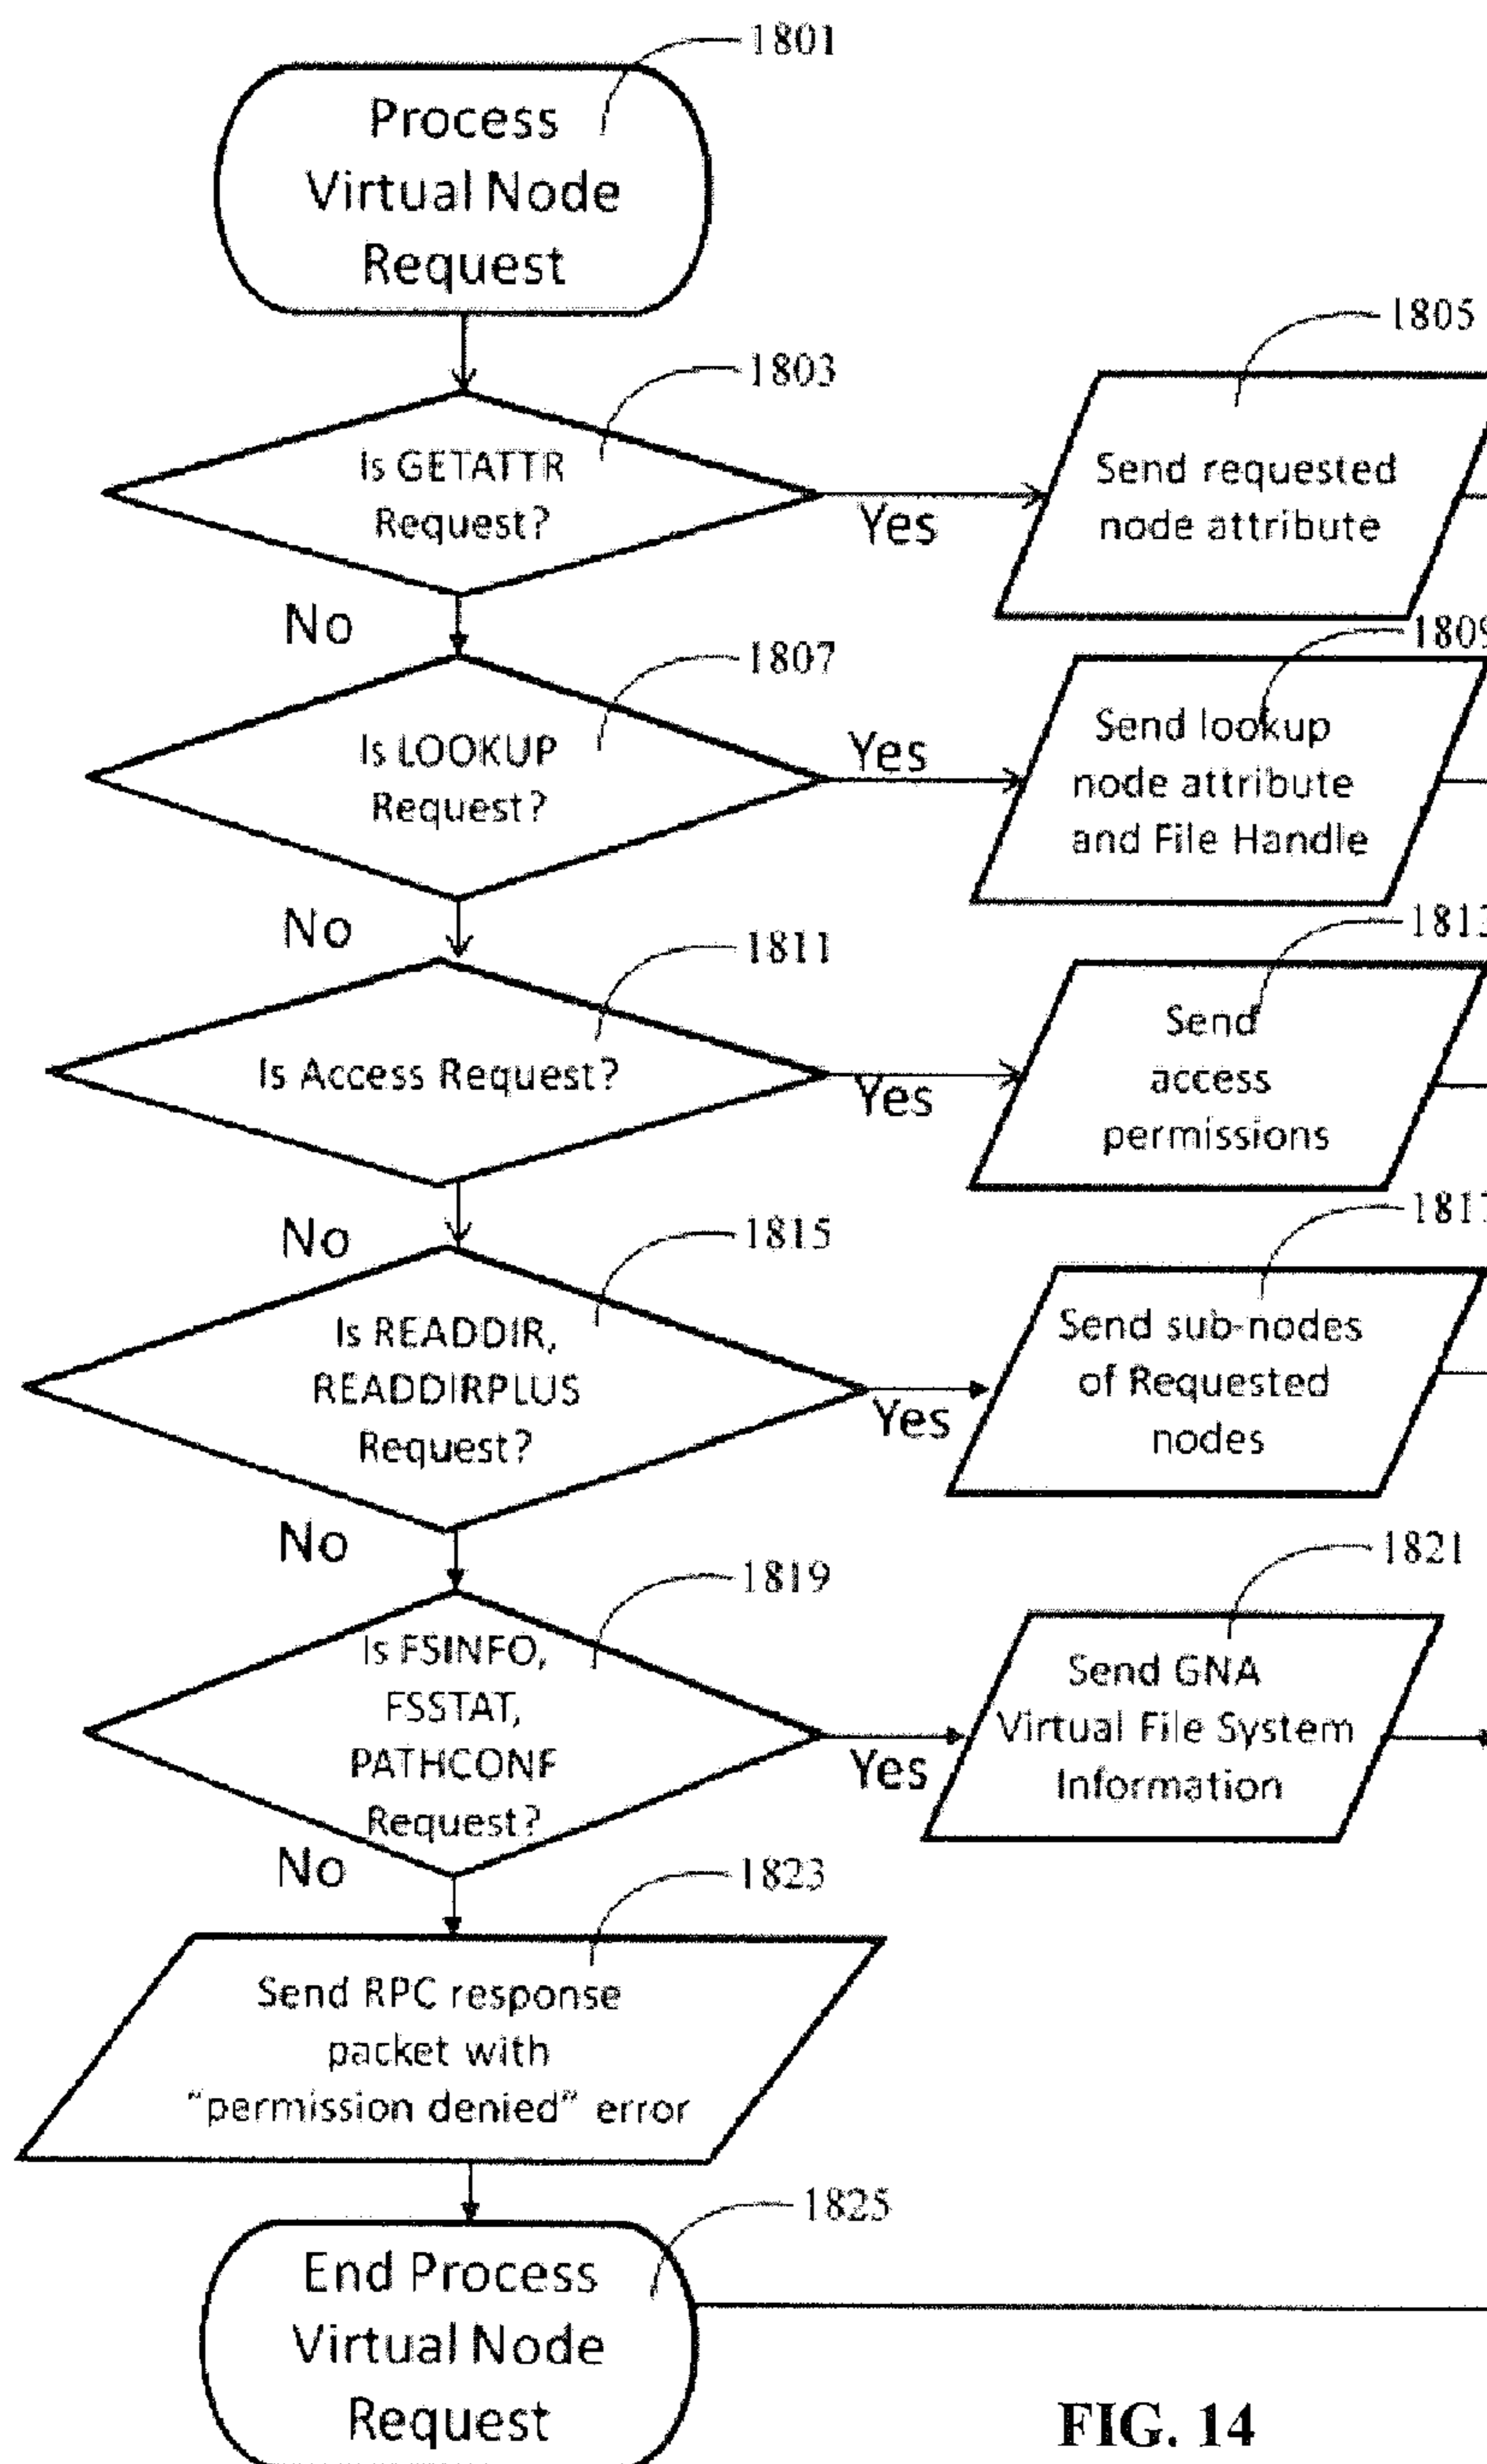 1801
Process
Virtual Node
Request
1803
Is GETATTR
Request?
Yes
1805
Send requested
node attribute
No
1807
Is LOOKUP
Request?
Yes
1809
Send lookup
node attribute
and File Handle
No
1811
Is Access Request?
Yes
1813
Send
access
permissions
No
1815
Is READDIR,
READDIRPLUS
Request?
Yes
1817
Send sub-nodes
of Requested
nodes
No
1819
Is FSINFO,
FSSTAT,
PATHCONF
Request?
Yes
1821
Send GNA
Virtual File System
Information
No
1823
Send RPC response
packet with
“permission denied” error
1825
End Process
Virtual Node
Request
FIG. 14